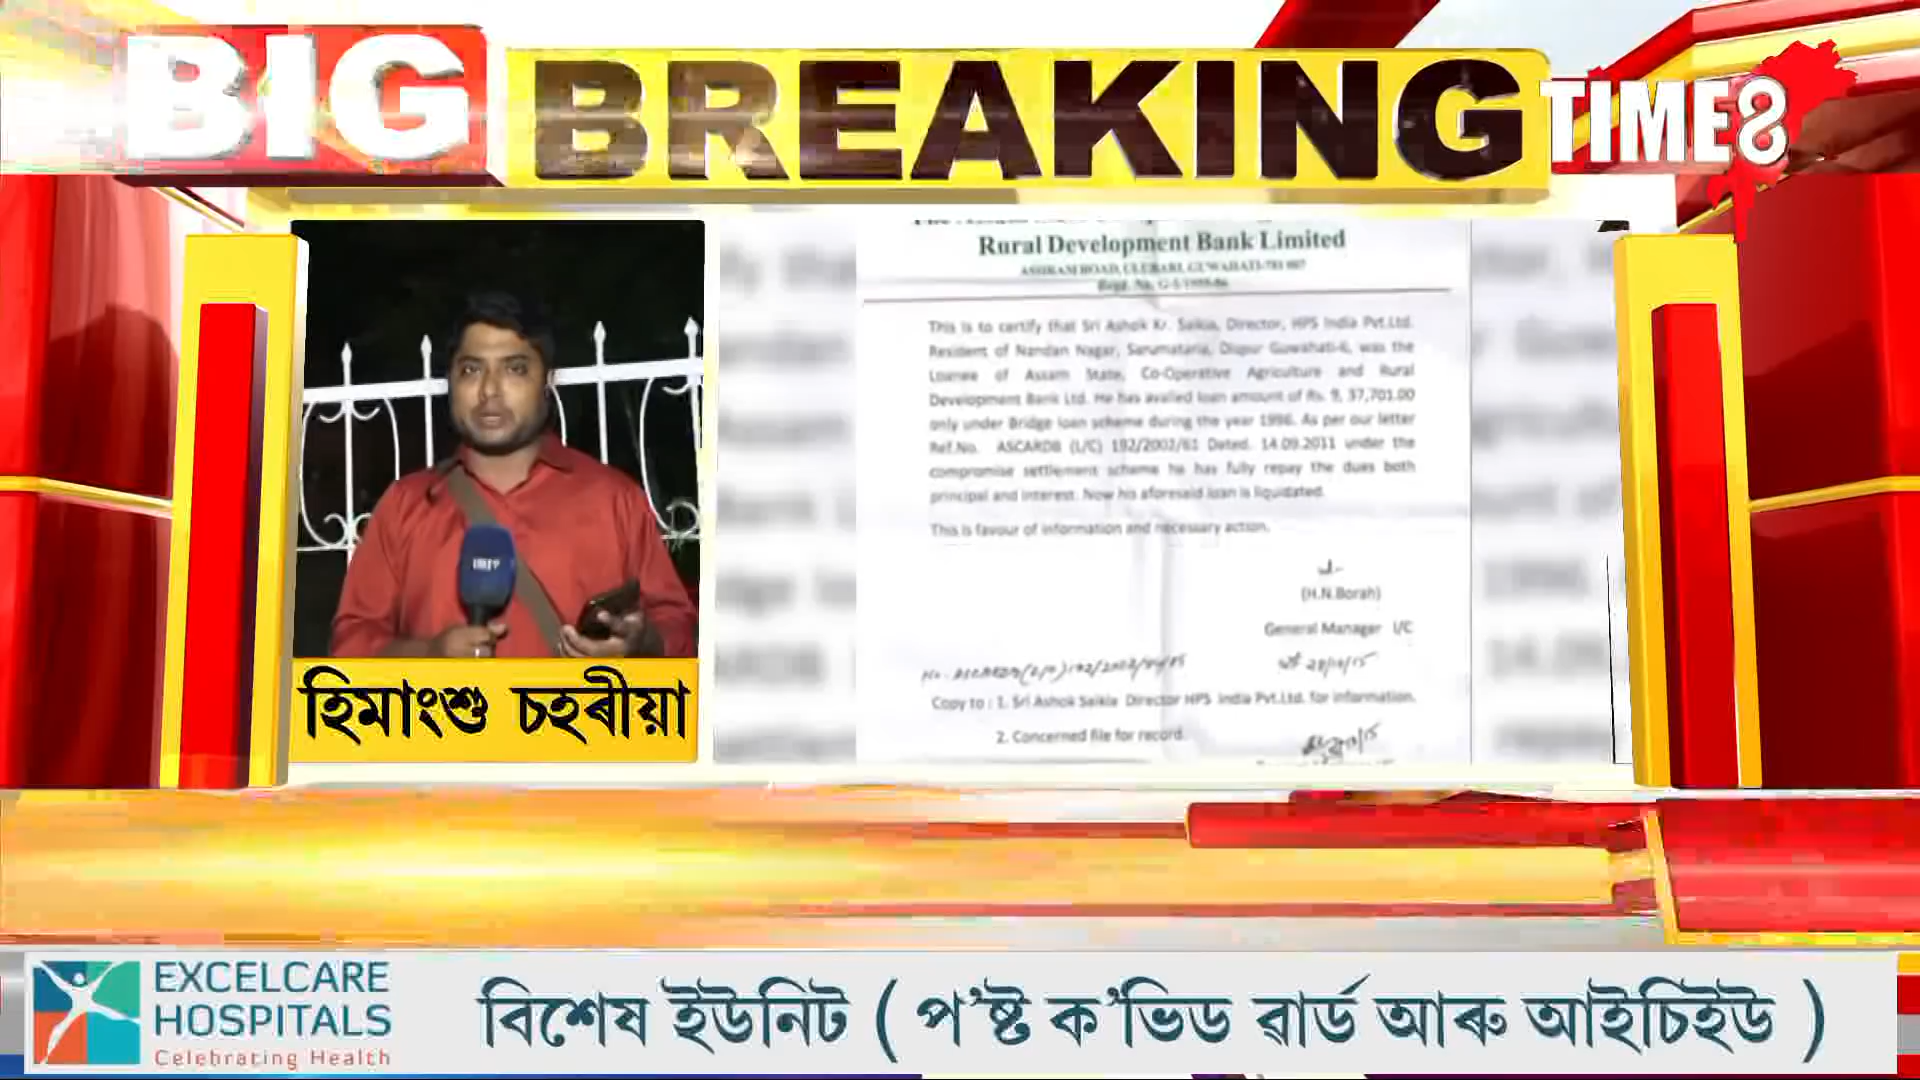 BIG BREAKING
TIME8
Rural Development Bank Limited
ASHRAM ROAD, ULUBARI, GUWAHATI-781 007
This is to certify that Sri Ashok Kr. Saikia, Director, HPS India Pvt.Ltd.
Resident of Nandan Nagar, Sarumataria, Dispur Guwahati-6, was the
Loanee of Assam State, Co-Operative Agriculture and Rural
Development Bank Ltd. He has availed loan amount of Rs. 9, 37,701.00
only under Bridge loan scheme during the year 1996. As per our letter
Ref.No. ASCARDB (L/C) 192/2002/61 Dated. 14.09.2011 under the
compromise settlement scheme he has fully repay the dues both
principal and interest. Now his aforesaid loan is liquidated.
This is favour of information and necessary action.
(H.N.Borah)
General Manager I/C
Copy to : 1. Sri Ashok Saikia Director HPS India Pvt.Ltd. for information.
2. Concerned file for record.
হিমাংশু চহৰীয়া
EXCELCARE
HOSPITALS
Celebrating Health
বিশেষ ইউনিট ( প'ষ্ট ক'ভিড ৱাৰ্ড আৰু আইচিইউ )